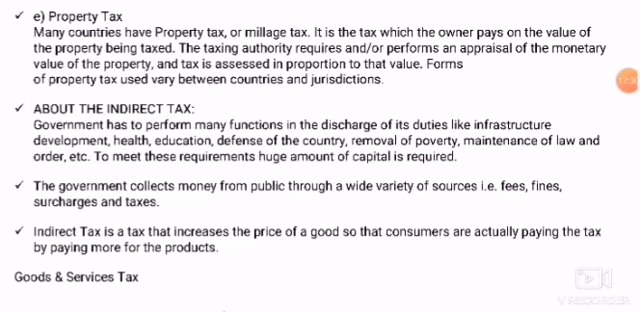 ✓ e) Property Tax
Many countries have Property tax, or millage tax. It is the tax which the owner pays on the value of
the property being taxed. The taxing authority requires and/or performs an appraisal of the monetary
value of the property, and tax is assessed in proportion to that value. Forms
of property tax used vary between countries and jurisdictions.
✓ ABOUT THE INDIRECT TAX:
Government has to perform many functions in the discharge of its duties like infrastructure
development, health, education, defense of the country, removal of poverty, maintenance of law and
order, etc. To meet these requirements huge amount of capital is required.
✓ The government collects money from public through a wide variety of sources i.e. fees, fines,
surcharges and taxes.
✓ Indirect Tax is a tax that increases the price of a good so that consumers are actually paying the tax
by paying more for the products.
Goods & Services Tax
V RECORDER